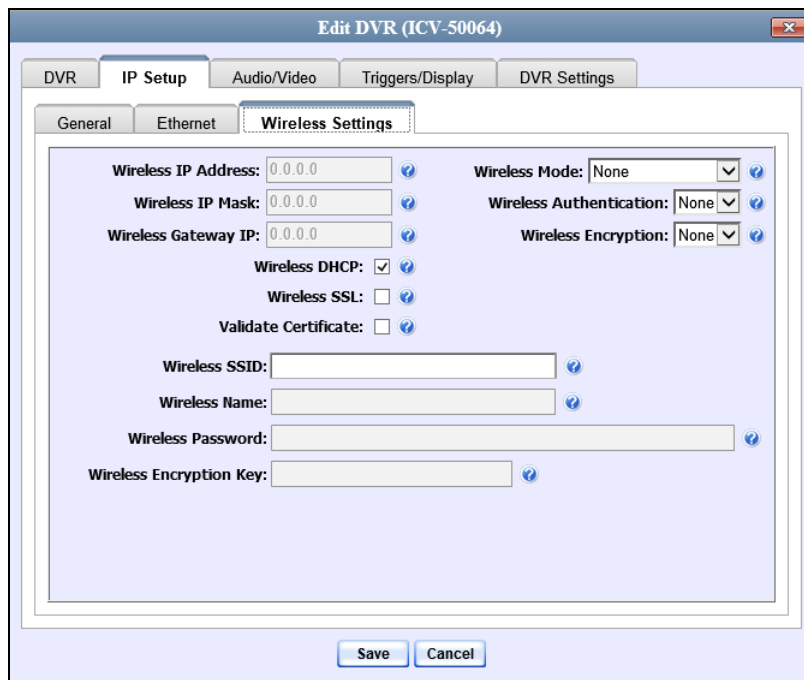 Edit DVR (ICV-50064)
DVR IP Setup Audio/Video Triggers/Display DVR Settings
General Ethernet Wireless Settings
Wireless IP Address: 0.0.0.0 Wireless Mode: None
Wireless IP Mask: 0.0.0.0 Wireless Authentication: None
Wireless Gateway IP: 0.0.0.0 Wireless Encryption: None
Wireless DHCP:
Wireless SSL:
Validate Certificate:
Wireless SSID:
Wireless Name:
Wireless Password:
Wireless Encryption Key:
Save Cancel